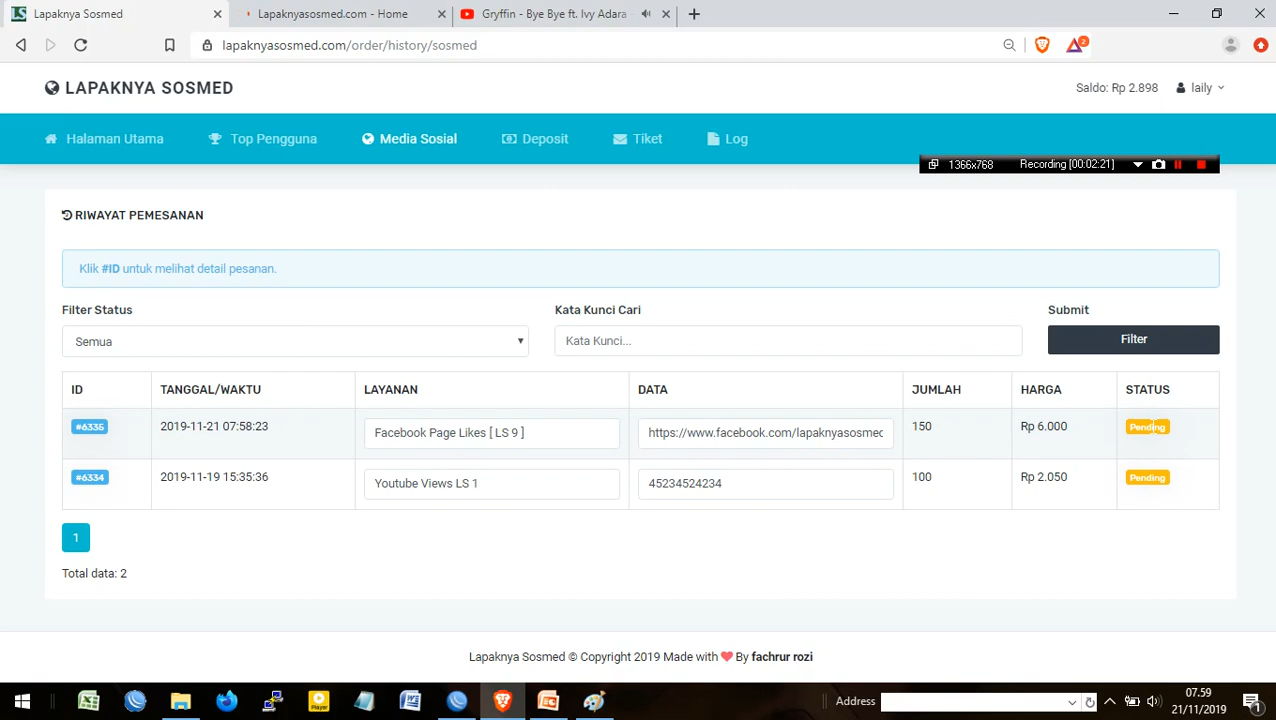 Lapaknya Sosmed
Lapaknyasosmed.com - Home
Gryffin - Bye Bye ft. Ivy Adara
lapaknyasosmed.com/order/history/sosmed
2
LAPAKNYA SOSMED
Saldo: Rp 2.898
laily
Halaman Utama
Top Pengguna
Media Sosial
Deposit
Tiket
Log
1366x768
Recording [00:02:21]
RIWAYAT PEMESANAN
Klik #ID untuk melihat detail pesanan.
Filter Status
Kata Kunci Cari
Submit
Semua
Kata Kunci...
Filter
ID TANGGAL/WAKTU LAYANAN DATA JUMLAH HARGA STATUS
#6335 2019-11-21 07:58:23 Facebook Page Likes [ LS 9 ] https://www.facebook.com/lapaknyasosmec 150 Rp 6.000 Pending
#6334 2019-11-19 15:35:36 Youtube Views LS 1 45234524234 100 Rp 2.050 Pending
1
Total data: 2
Lapaknya Sosmed © Copyright 2019 Made with ❤ By fachrur rozi
Player
Address
07.59
21/11/2019
1